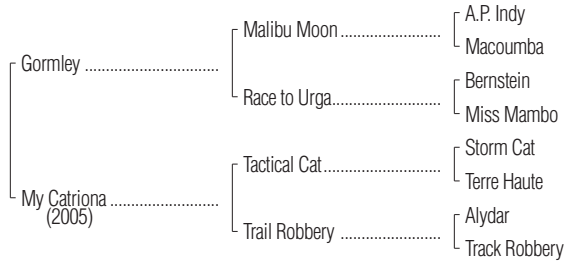 A.P. Indy
Malibu Moon ........................
Macoumba
Gormley ................................
Bernstein
Race to Urga..........................
Miss Mambo
Storm Cat
Tactical Cat............................
Terre Haute
My Catriona ..........................
(2005)
Alydar
Trail Robbery ........................
Track Robbery